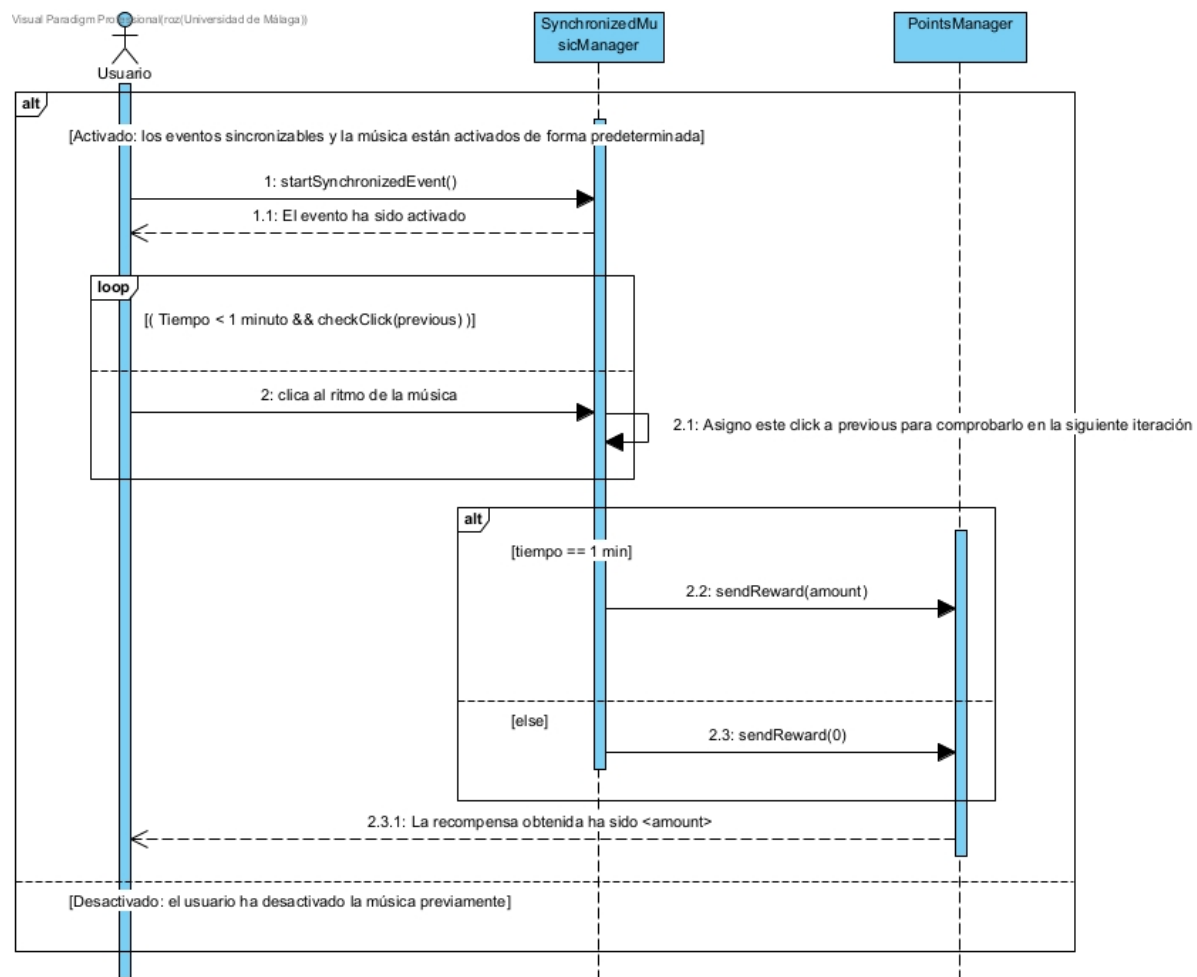 Visual Paradigm Professional(roz(Universidad de Málaga))
Usuario
SynchronizedMu
sicManager
PointsManager
alt
[Activado: los eventos sincronizables y la música están activados de forma predeterminada]
1: startSynchronizedEvent()
1.1: El evento ha sido activado
loop
[( Tiempo < 1 minuto && checkClick(previous) )]
2: clica al ritmo de la música
2.1: Asigno este click a previous para comprobarlo en la siguiente iteración
alt
[tiempo == 1 min]
2.2: sendReward(amount)
[else]
2.3: sendReward(0)
2.3.1: La recompensa obtenida ha sido <amount>
[Desactivado: el usuario ha desactivado la música previamente]